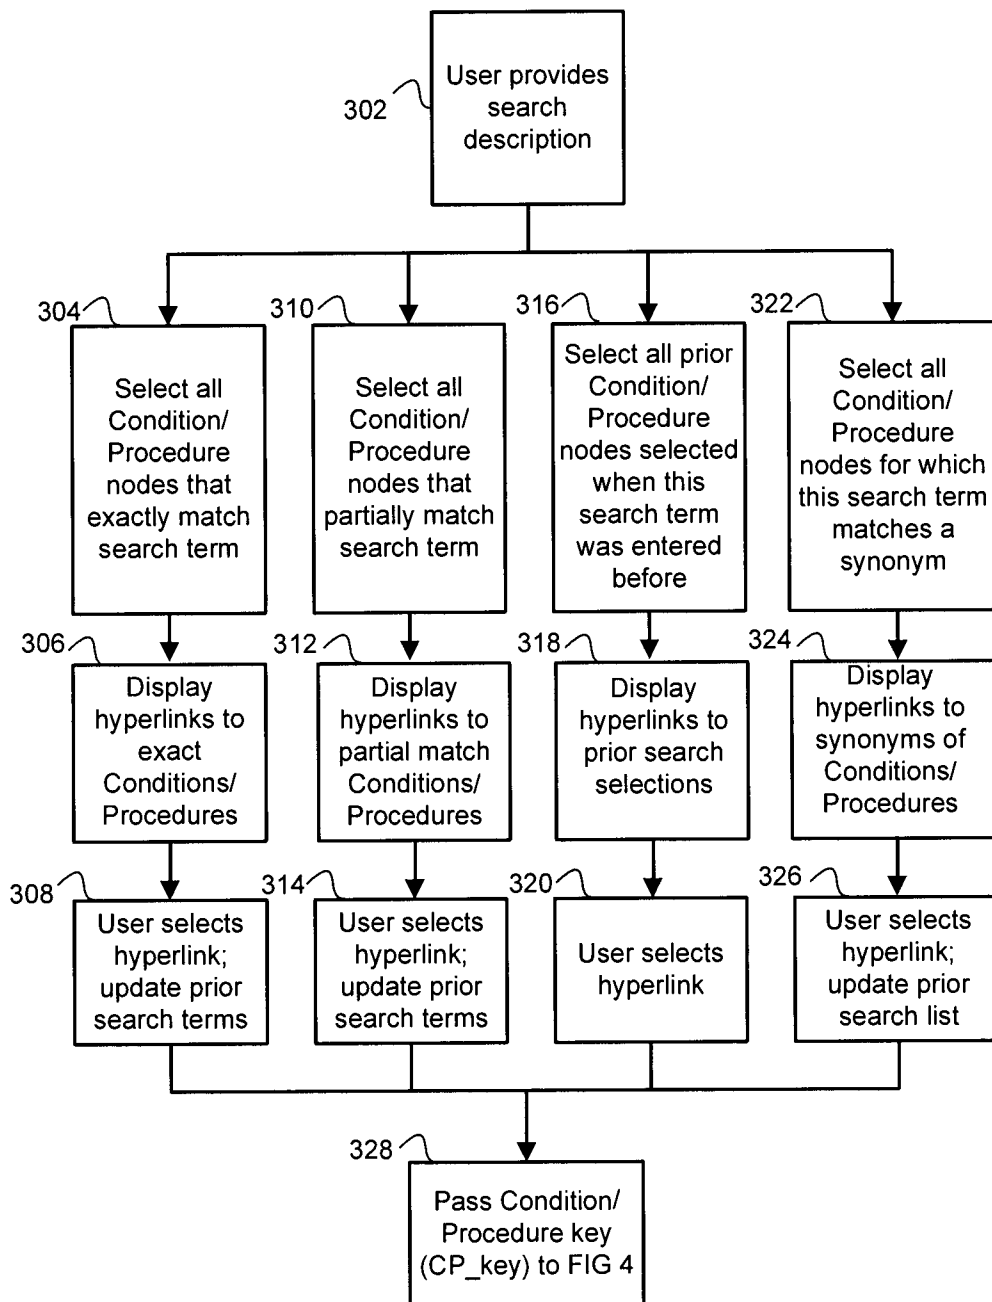 302
User provides
search
description
304
Select all
Condition/
Procedure
nodes that
exactly match
search term
310
Select all
Condition/
Procedure
nodes that
partially match
search term
316
Select all prior
Condition/
Procedure
nodes selected
when this
search term
was entered
before
322
Select all
Condition/
Procedure
nodes for which
this search term
matches a
synonym
306
Display
hyperlinks to
exact
Conditions/
Procedures
312
Display
hyperlinks to
partial match
Conditions/
Procedures
318
Display
hyperlinks to
prior search
selections
324
Display
hyperlinks to
synonyms of
Conditions/
Procedures
308
User selects
hyperlink;
update prior
search terms
314
User selects
hyperlink;
update prior
search terms
320
User selects
hyperlink
326
User selects
hyperlink;
update prior
search list
328
Pass Condition/
Procedure key
(CP_key) to FIG 4